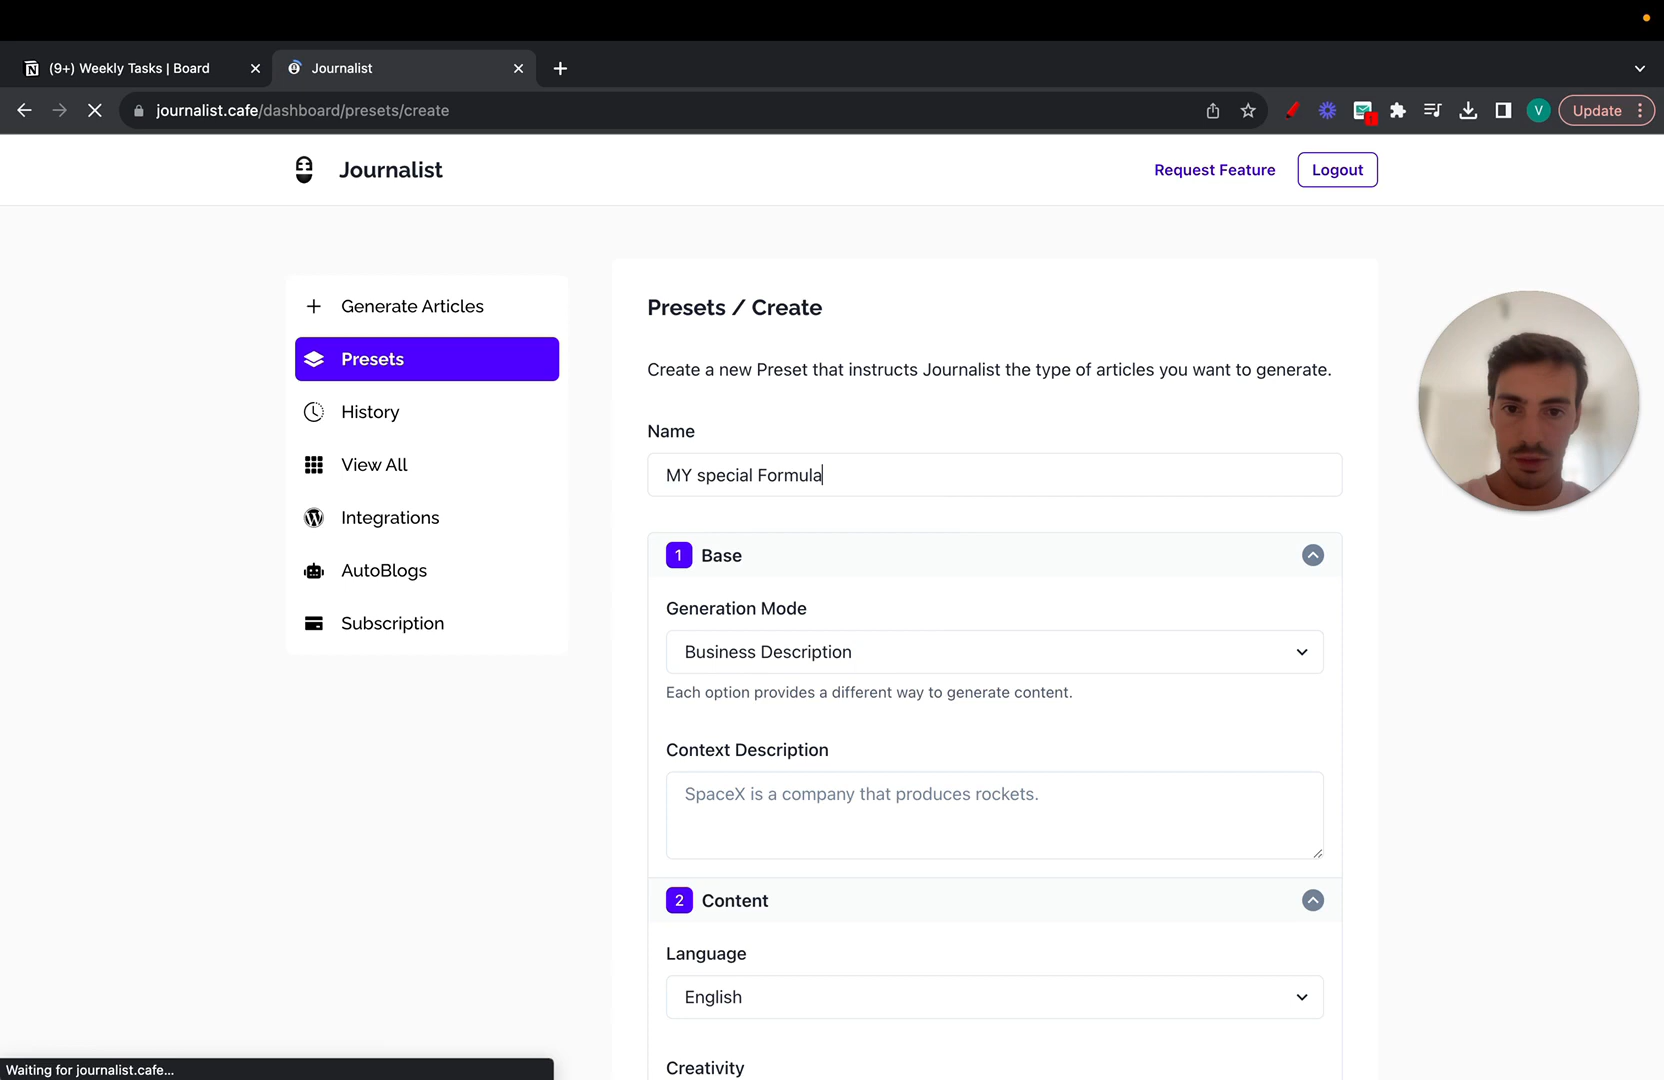 (9+) Weekly Tasks | Board
Journalist
journalist.cafe/dashboard/presets/create
V
Update
Journalist
Request Feature
Logout
Generate Articles
Presets
History
View All
Integrations
AutoBlogs
Subscription
Presets / Create
Create a new Preset that instructs Journalist the type of articles you want to generate.
Name
MY special Formula
1 Base
Generation Mode
Business Description
Each option provides a different way to generate content.
Context Description
SpaceX is a company that produces rockets.
2 Content
Language
English
Creativity
Waiting for journalist.cafe...